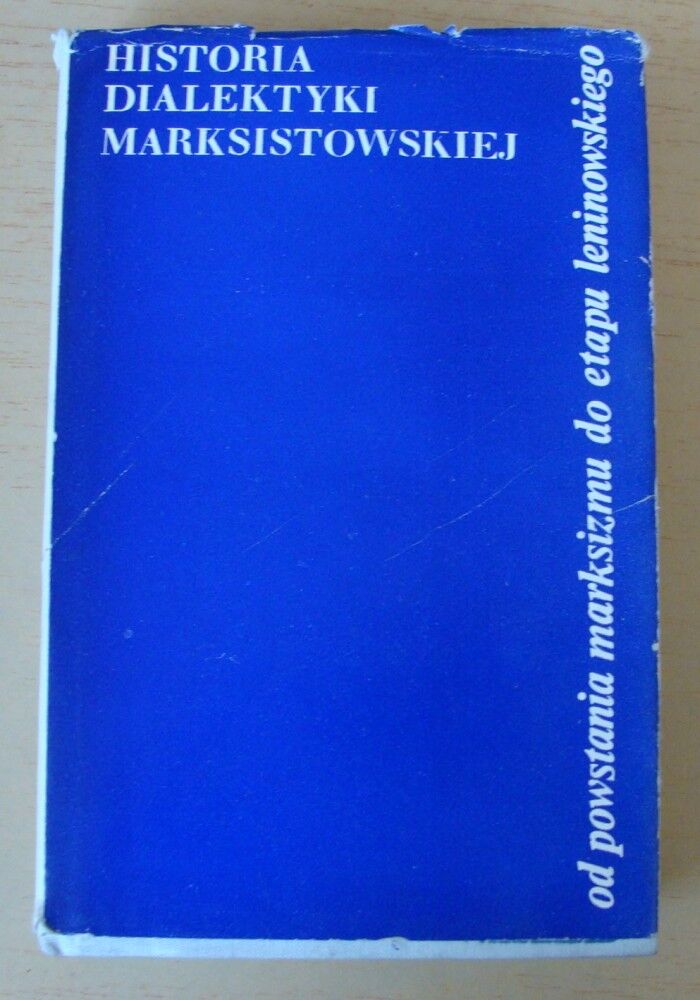 HISTORIA
DIALEKTYKI
MARKSISTOWSKIEJ
od powstania marksizmu do etapu leninowskiego